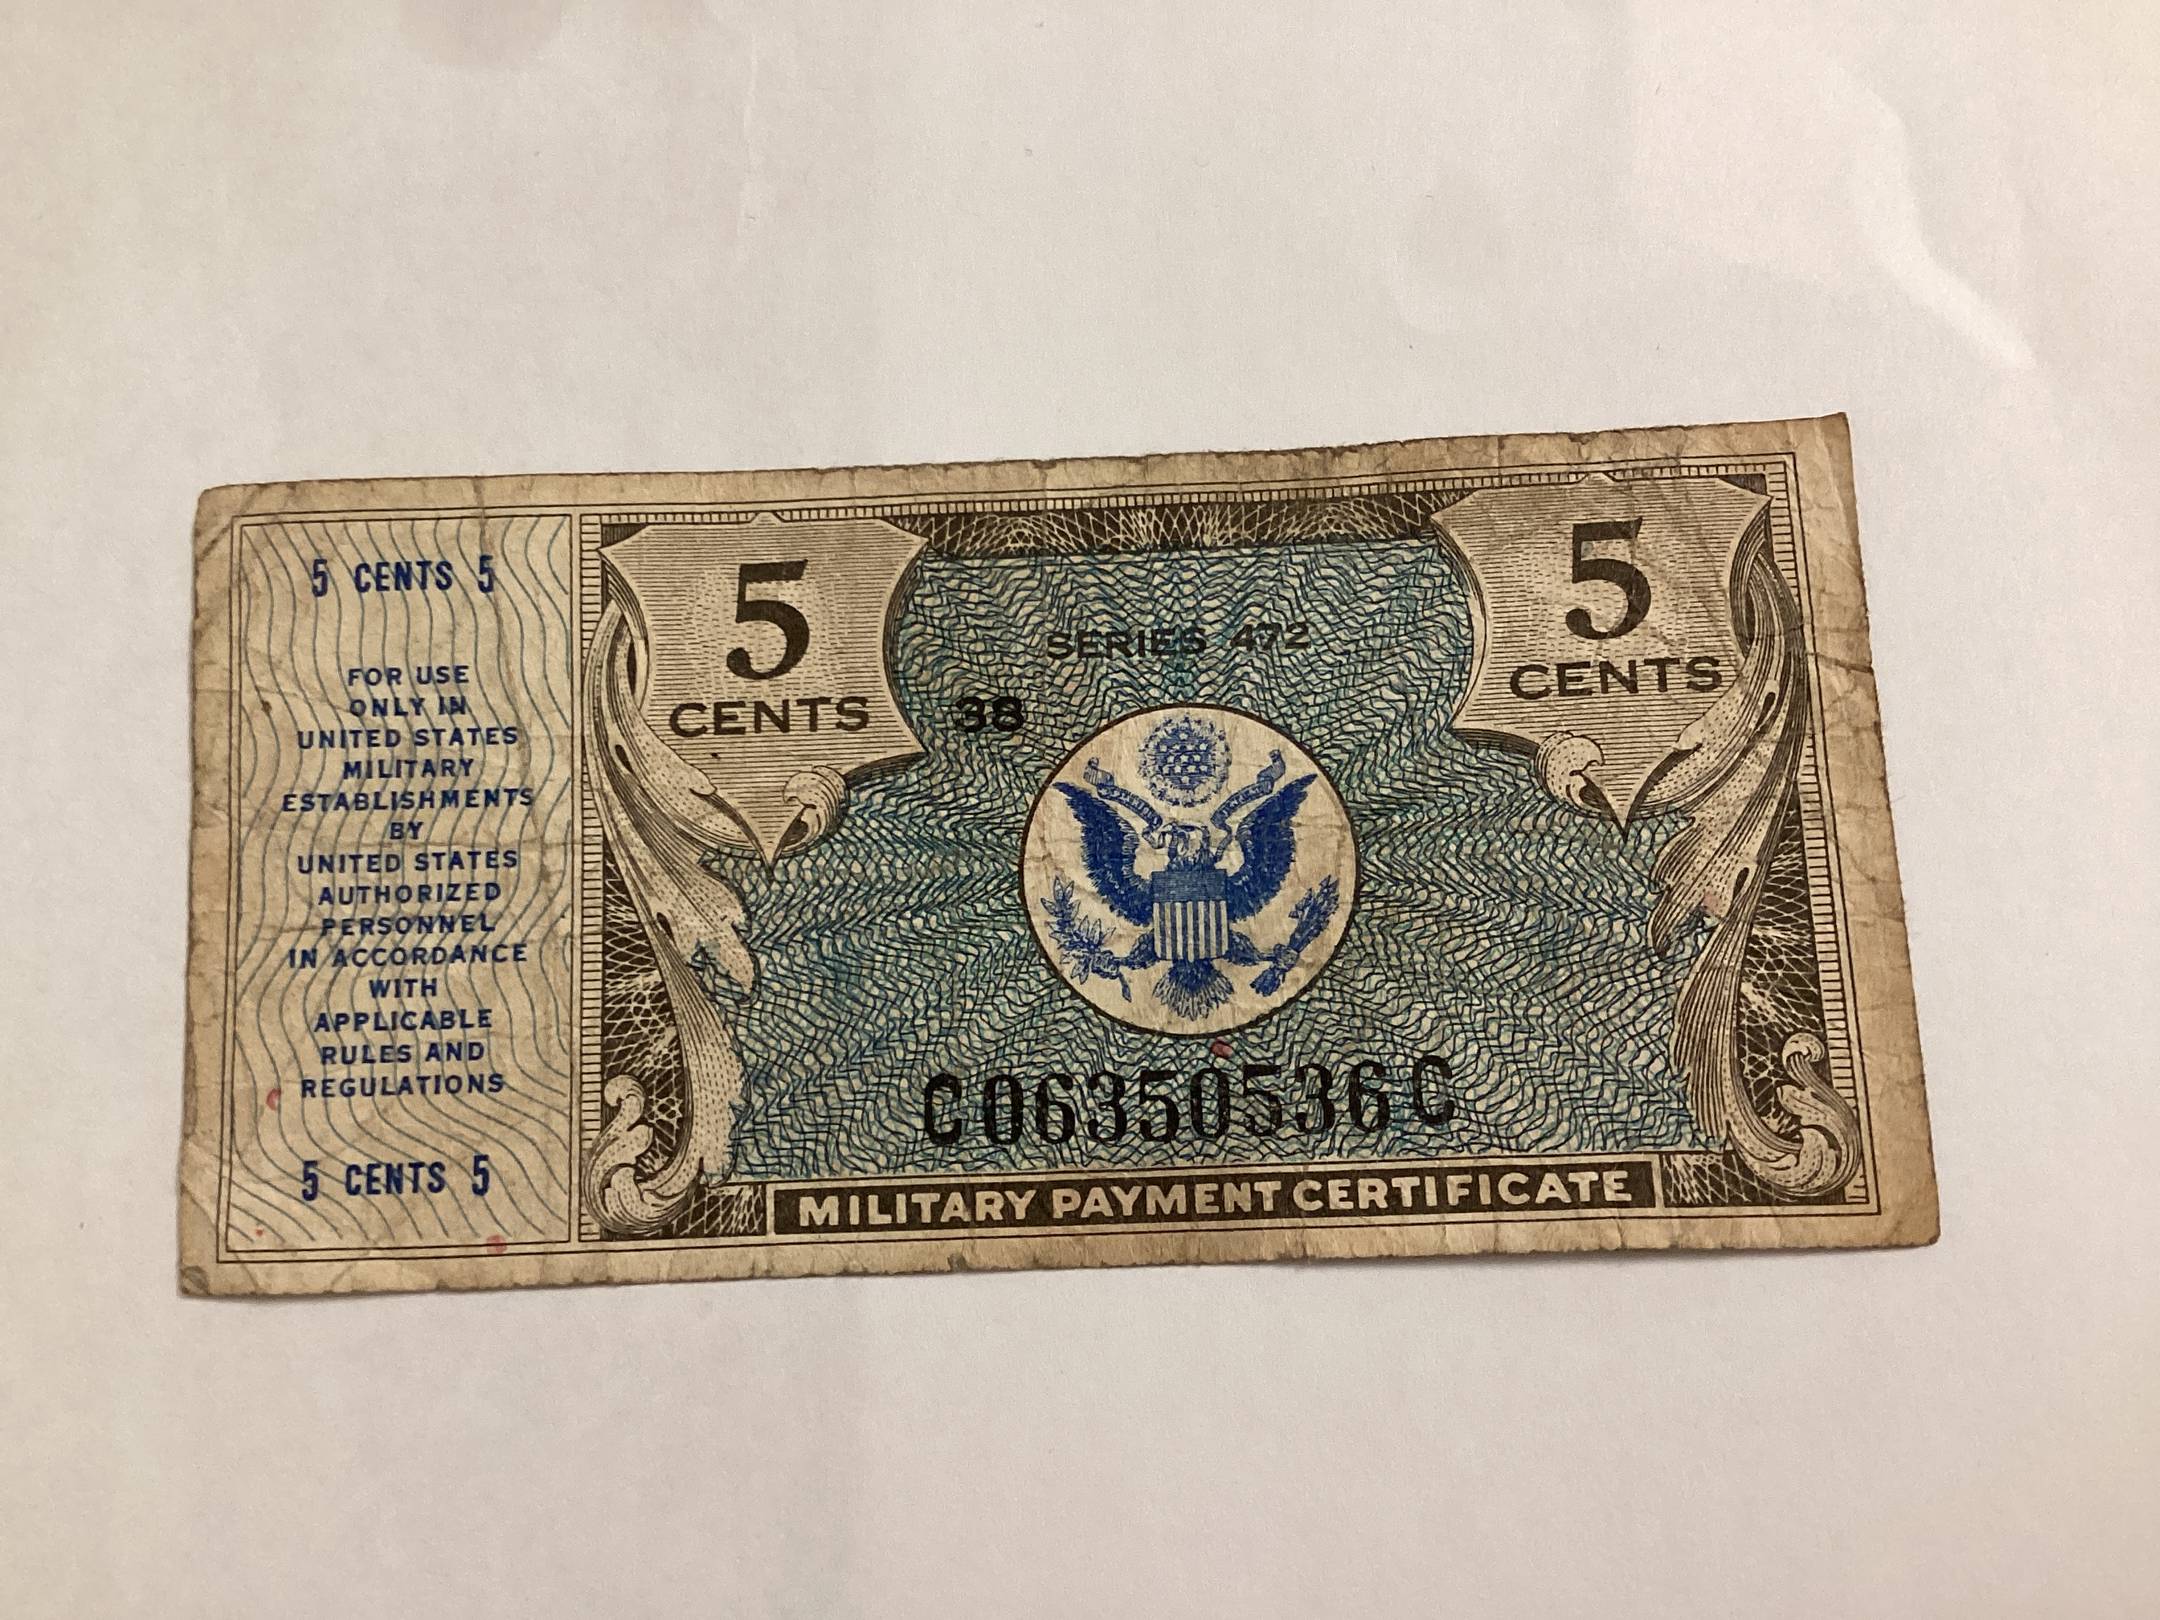 5 CENTS 5
FOR USE
ONLY IN
UNITED STATES
MILITARY
ESTABLISHMENTS
BY
UNITED STATES
AUTHORIZED
PERSONNEL
IN ACCORDANCE
WITH
APPLICABLE
RULES AND
REGULATIONS
5 CENTS 5
5
CENTS
SERIES 472
38
5
CENTS
C06350536C
MILITARY PAYMENT CERTIFICATE